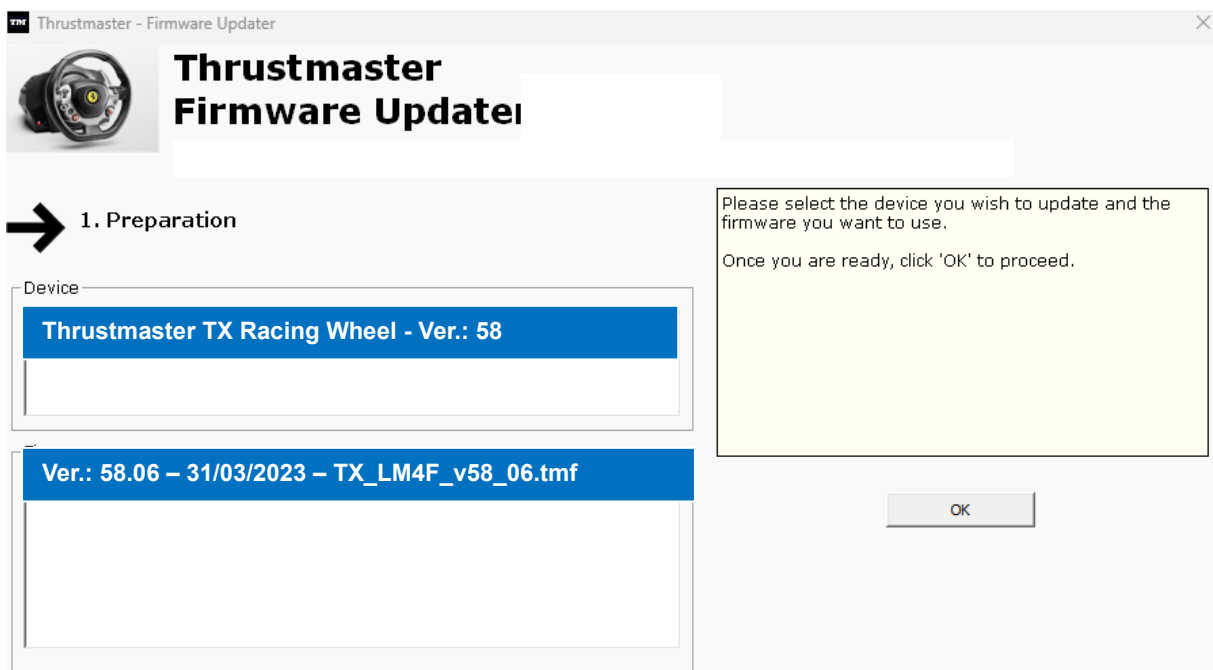 Thrustmaster - Firmware Updater
Thrustmaster
Firmware Updater
1. Preparation
Please select the device you wish to update and the
firmware you want to use.
Once you are ready, click 'OK' to proceed.
Device
Thrustmaster TX Racing Wheel - Ver.: 58
Ver.: 58.06 – 31/03/2023 – TX_LM4F_v58_06.tmf
OK